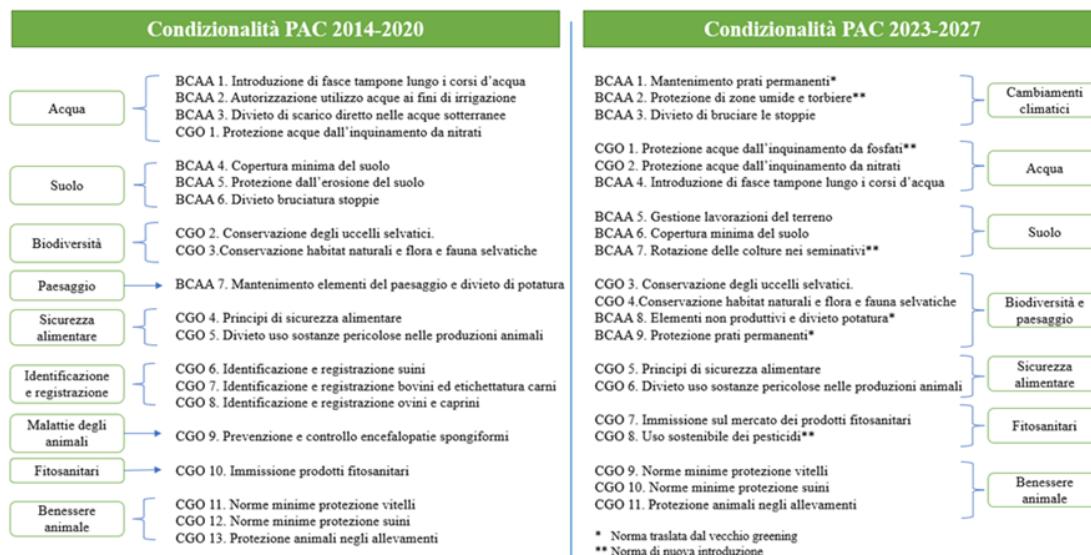 Condizionalità PAC 2014-2020
Acqua
BCAA 1. Introduzione di fasce tampone lungo i corsi d'acqua
BCAA 2. Autorizzazione utilizzo acque ai fini di irrigazione
BCAA 3. Divieto di scarico diretto nelle acque sotterranee
CGO 1. Protezione acque dall'inquinamento da nitrati
Suolo
BCAA 4. Copertura minima del suolo
BCAA 5. Protezione dall'erosione del suolo
BCAA 6. Divieto bruciatura stoppie
Biodiversità
CGO 2. Conservazione degli uccelli selvatici.
CGO 3.Conservazione habitat naturali e flora e fauna selvatiche
Paesaggio
BCAA 7. Mantenimento elementi del paesaggio e divieto di potatura
Sicurezza
alimentare
CGO 4. Principi di sicurezza alimentare
CGO 5. Divieto uso sostanze pericolose nelle produzioni animali
Identificazione
e registrazione
CGO 6. Identificazione e registrazione suini
CGO 7. Identificazione e registrazione bovini ed etichettatura carni
CGO 8. Identificazione e registrazione ovini e caprini
Malattie degli
animali
CGO 9. Prevenzione e controllo encefalopatie spongiformi
Fitosanitari
CGO 10. Immissione prodotti fitosanitari
Benessere
animale
CGO 11. Norme minime protezione vitelli
CGO 12. Norme minime protezione suini
CGO 13. Protezione animali negli allevamenti
Condizionalità PAC 2023-2027
BCAA 1. Mantenimento prati permanenti*
BCAA 2. Protezione di zone umide e torbiere**
BCAA 3. Divieto di bruciare le stoppie
Cambiamenti
climatici
CGO 1. Protezione acque dall'inquinamento da fosfati**
CGO 2. Protezione acque dall'inquinamento da nitrati
BCAA 4. Introduzione di fasce tampone lungo i corsi d'acqua
Acqua
BCAA 5. Gestione lavorazioni del terreno
BCAA 6. Copertura minima del suolo
BCAA 7. Rotazione delle colture nei seminativi**
Suolo
CGO 3. Conservazione degli uccelli selvatici.
CGO 4.Conservazione habitat naturali e flora e fauna selvatiche
BCAA 8. Elementi non produttivi e divieto potatura*
BCAA 9. Protezione prati permanenti*
Biodiversità e
paesaggio
CGO 5. Principi di sicurezza alimentare
CGO 6. Divieto uso sostanze pericolose nelle produzioni animali
Sicurezza
alimentare
CGO 7. Immissione sul mercato dei prodotti fitosanitari
CGO 8. Uso sostenibile dei pesticidi**
Fitosanitari
CGO 9. Norme minime protezione vitelli
CGO 10. Norme minime protezione suini
CGO 11. Protezione animali negli allevamenti
Benessere
animale
* Norma traslata dal vecchio greening
** Norma di nuova introduzione